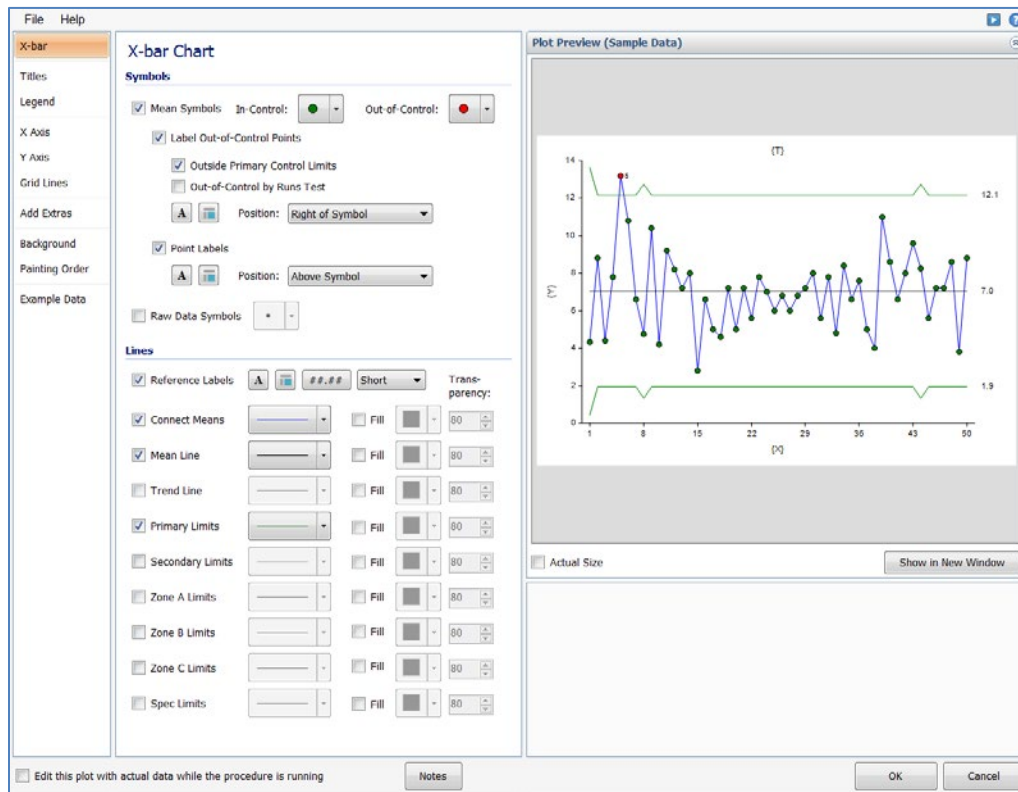 File Help
X-bar
Titles
Legend
X Axis
Y Axis
Grid Lines
Add Extras
Background
Painting Order
Example Data
X-bar Chart
Symbols
Mean Symbols In-Control: Out-of-Control:
Label Out-of-Control Points
Outside Primary Control Limits
Out-of-Control by Runs Test
A Position: Right of Symbol
Point Labels
A Position: Above Symbol
Raw Data Symbols
Lines
Reference Labels A ##.## Short Trans-
parency:
Connect Means Fill 80
Mean Line Fill 80
Trend Line Fill 80
Primary Limits Fill 80
Secondary Limits Fill 80
Zone A Limits Fill 80
Zone B Limits Fill 80
Zone C Limits Fill 80
Spec Limits Fill 80
Plot Preview (Sample Data)
{T}
14
12
10
8
6
4
2
0
{Y}
5
12.1
7.0
1.9
1 8 15 22 29 36 43 50
{X}
Actual Size Show in New Window
Edit this plot with actual data while the procedure is running Notes OK Cancel